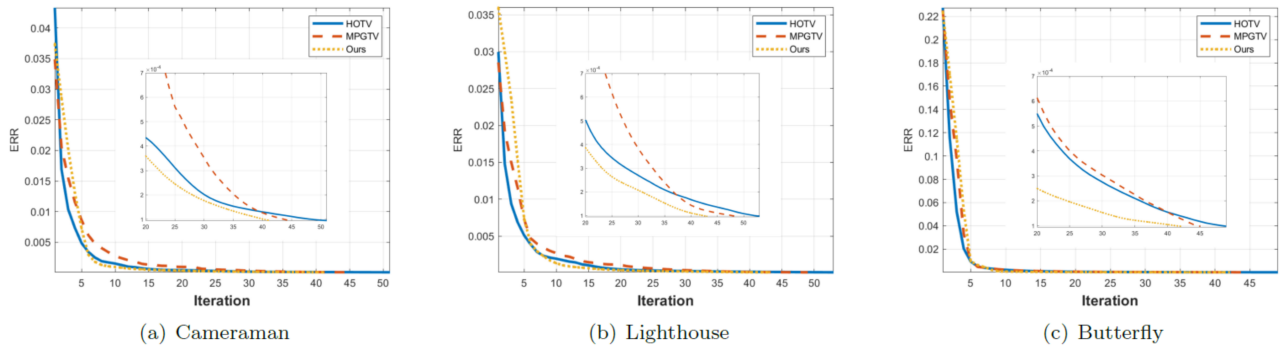 0.04
0.035
0.03
0.025
0.02
0.015
0.01
0.005
ERR
HOTV
MPGTV
Ours
×10⁻⁴
7
6
5
4
3
2
1
20 25 30 35 40 45 50
5 10 15 20 25 30 35 40 45 50
Iteration
(a) Cameraman
0.035
0.03
0.025
0.02
0.015
0.01
0.005
ERR
HOTV
MPGTV
Ours
×10⁻⁴
7
6
5
4
3
2
1
20 25 30 35 40 45 50
5 10 15 20 25 30 35 40 45 50
Iteration
(b) Lighthouse
0.22
0.2
0.18
0.16
0.14
0.12
0.1
0.08
0.06
0.04
0.02
ERR
HOTV
MPGTV
Ours
×10⁻⁴
7
6
5
4
3
2
1
20 25 30 35 40 45
5 10 15 20 25 30 35 40 45
Iteration
(c) Butterfly